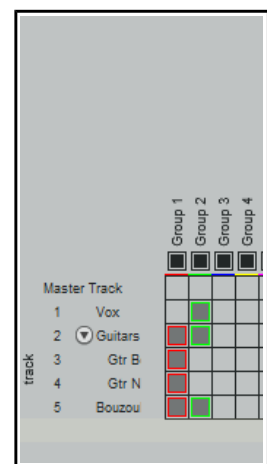 Group 1
Group 2
Group 3
Group 4
Master Track
track
1 Vox
2 Guitars
3 Gtr B
4 Gtr N
5 Bouzou